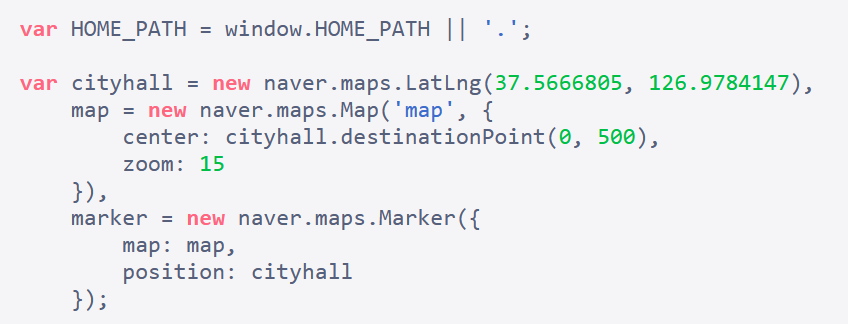 var HOME_PATH = window.HOME_PATH || '.';

var cityhall = new naver.maps.LatLng(37.5666805, 126.9784147),
    map = new naver.maps.Map('map', {
        center: cityhall.destinationPoint(0, 500),
        zoom: 15
    }),
    marker = new naver.maps.Marker({
        map: map,
        position: cityhall
    });